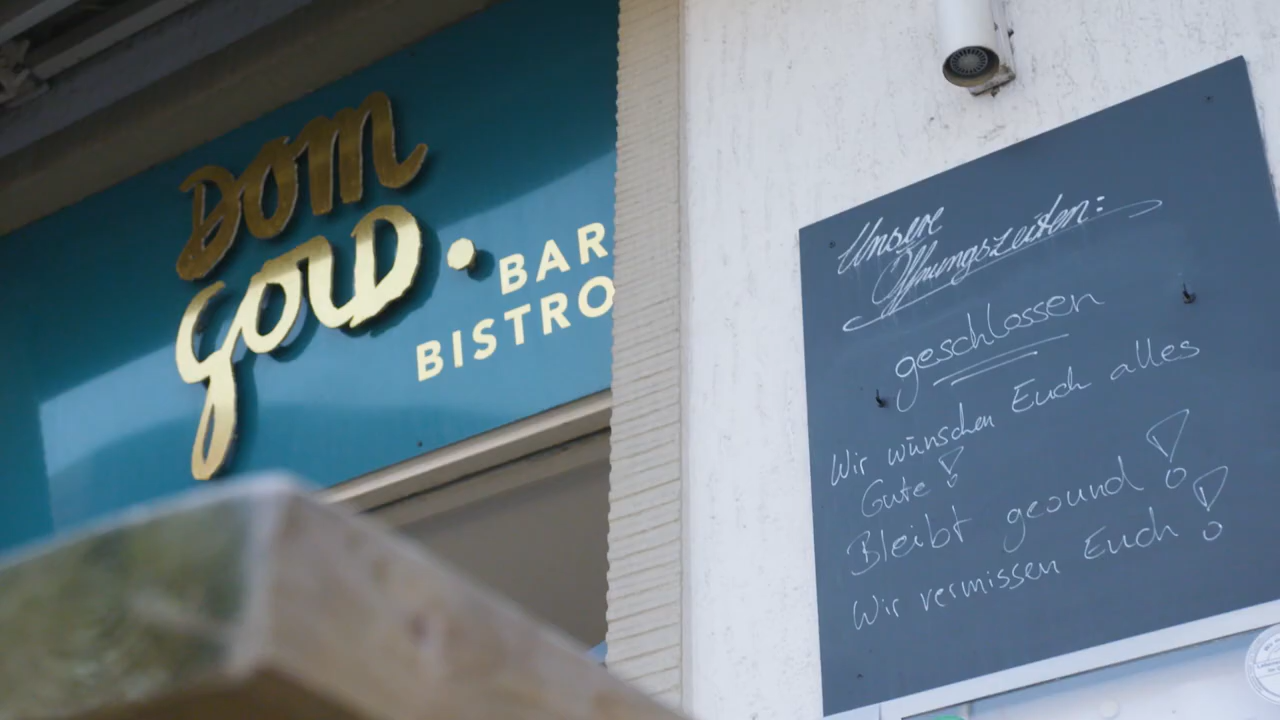 Dom
Gold
BAR
BISTRO
Unsere
Öffnungszeiten:
geschlossen
Wir wünschen Euch alles
Gute!
Bleibt gesund!
Wir vermissen Euch!